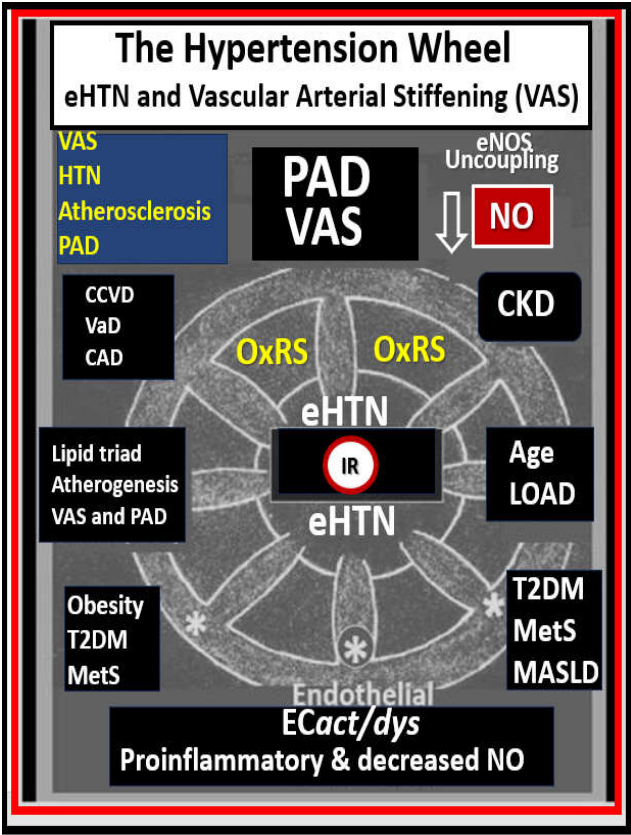 The Hypertension Wheel
eHTN and Vascular Arterial Stiffening (VAS)
VAS
HTN
Atherosclerosis
PAD
PAD
VAS
eNOS
Uncoupling
NO
CCVD
VaD
CAD
CKD
OxRS
OxRS
eHTN
IR
eHTN
Lipid triad
Atherogenesis
VAS and PAD
Age
LOAD
Obesity
T2DM
MetS
*
*
*
T2DM
MetS
MASLD
Endothelial
ECact/dys
Proinflammatory & decreased NO